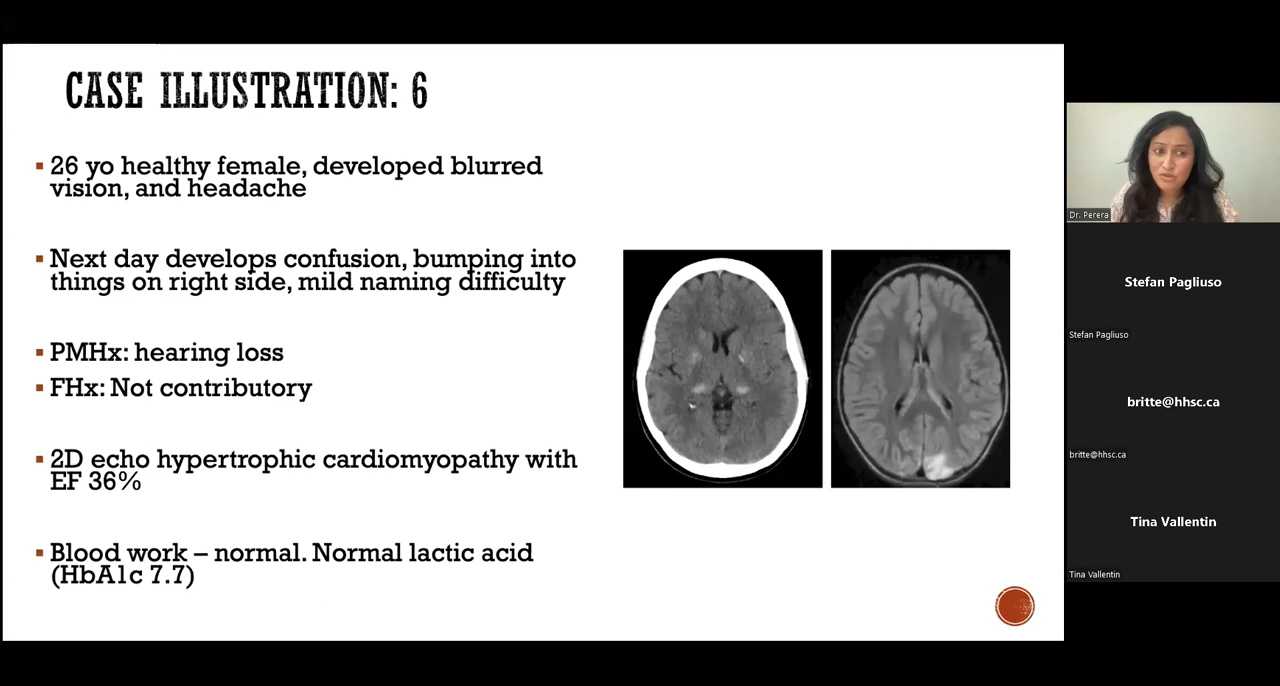 CASE ILLUSTRATION: 6
▪ 26 yo healthy female, developed blurred
vision, and headache
▪ Next day develops confusion, bumping into
things on right side, mild naming difficulty
▪ PMHx: hearing loss
▪ FHx: Not contributory
▪ 2D echo hypertrophic cardiomyopathy with
EF 36%
▪ Blood work – normal. Normal lactic acid
(HbA1c 7.7)
Dr. Perera
Stefan Pagliuso
Stefan Pagliuso
britte@hhsc.ca
britte@hhsc.ca
Tina Vallentin
Tina Vallentin